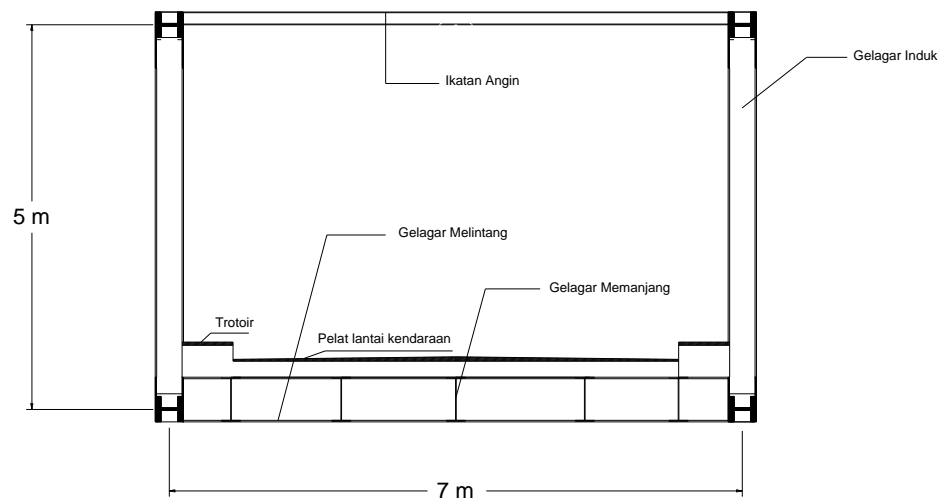 Ikatan Angin
Gelagar Induk
5 m
Gelagar Melintang
Gelagar Memanjang
Trotoir
Pelat lantai kendaraan
7 m